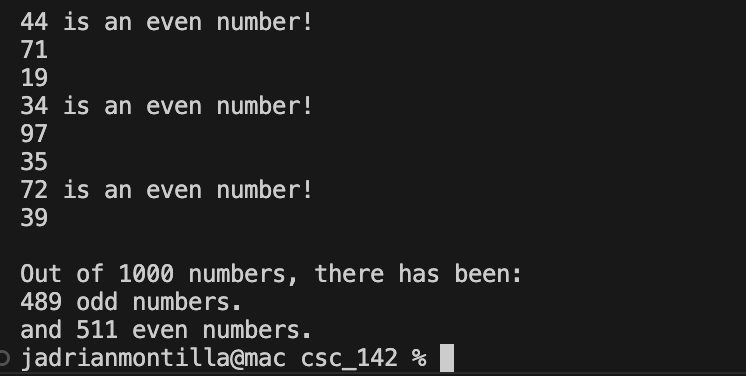 44 is an even number!
71
19
34 is an even number!
97
35
72 is an even number!
39
Out of 1000 numbers, there has been:
489 odd numbers.
and 511 even numbers.
jadrianmontilla@mac csc_142 %